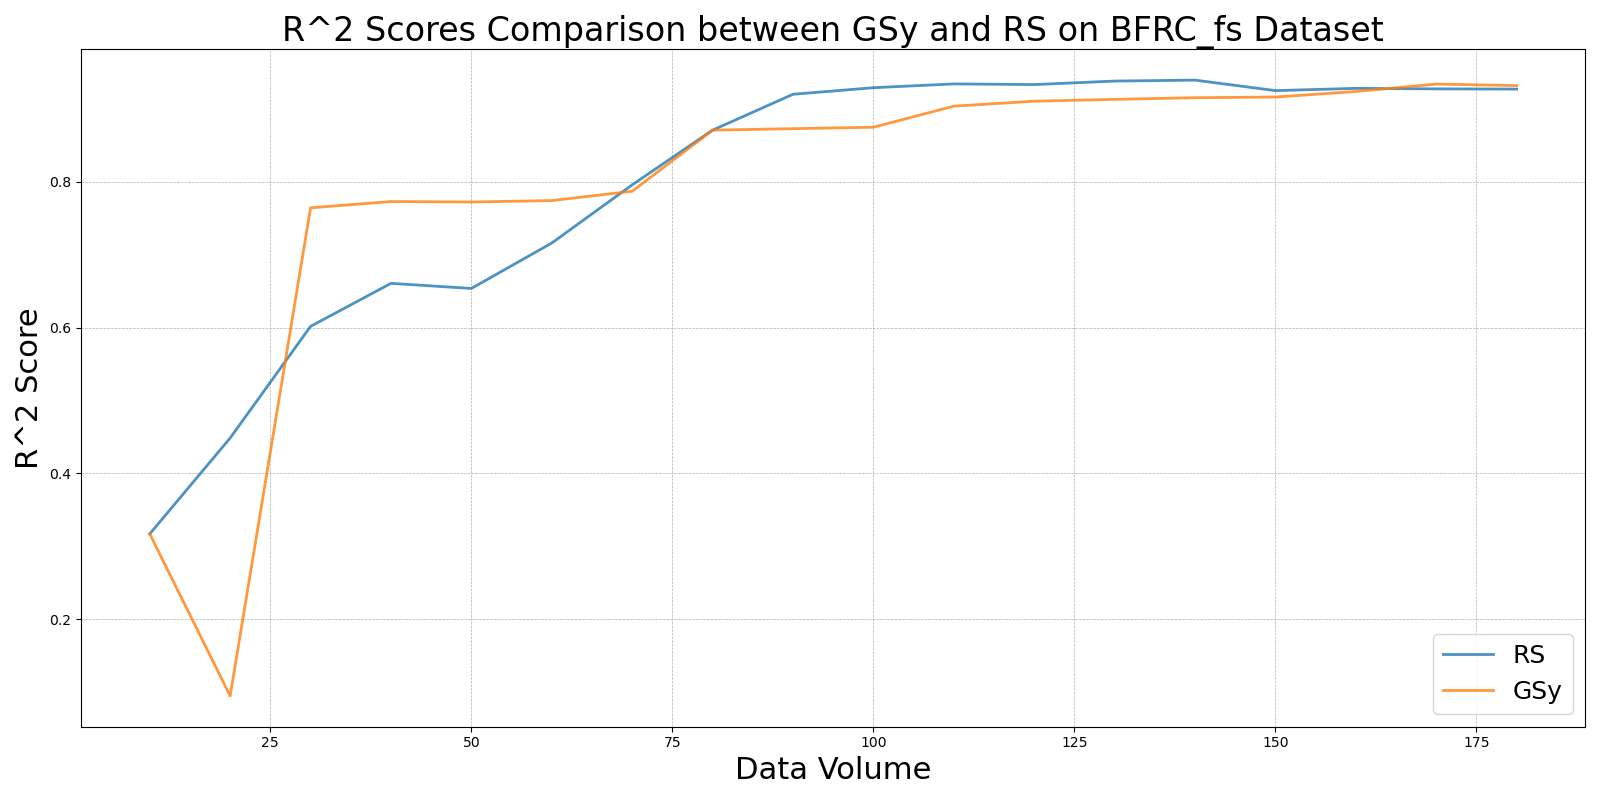 R^2 Scores Comparison between GSy and RS on BFRC_fs Dataset
R^2 Score
0.8
0.6
0.4
0.2
25 50 75 100 125 150 175
Data Volume
RS
GSy